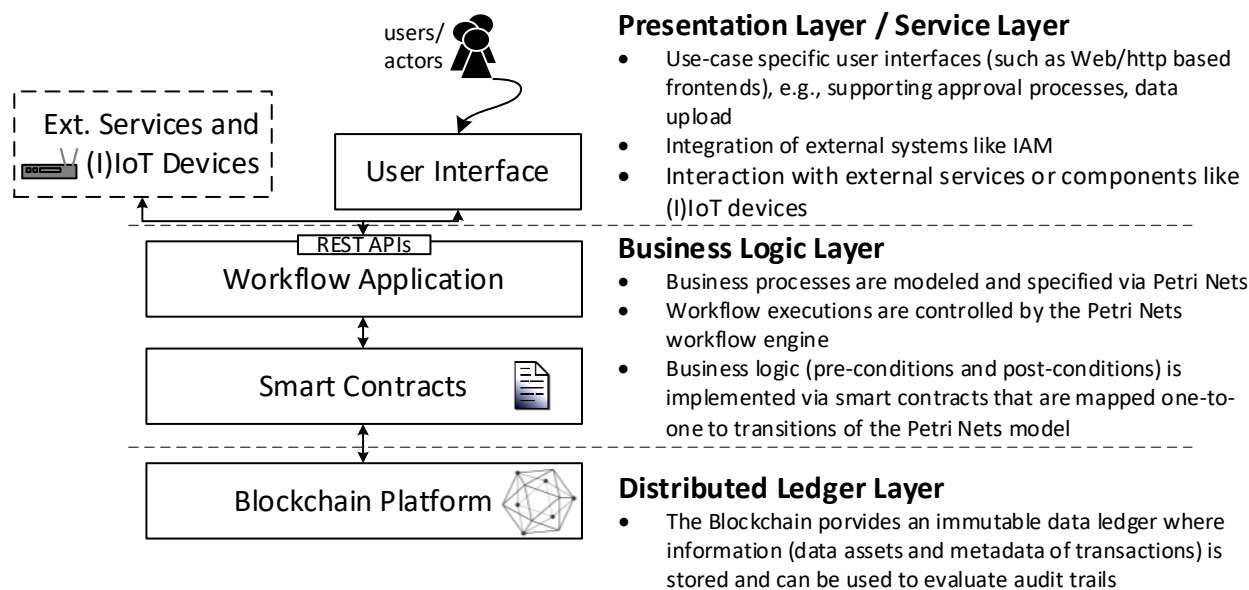 users/
actors
Ext. Services and
(I)IoT Devices
User Interface
REST APIs
Workflow Application
Smart Contracts
Blockchain Platform
Presentation Layer / Service Layer
• Use-case specific user interfaces (such as Web/http based
frontends), e.g., supporting approval processes, data
upload
• Integration of external systems like IAM
• Interaction with external services or components like
(I)IoT devices
Business Logic Layer
• Business processes are modeled and specified via Petri Nets
• Workflow executions are controlled by the Petri Nets
workflow engine
• Business logic (pre-conditions and post-conditions) is
implemented via smart contracts that are mapped one-to-
one to transitions of the Petri Nets model
Distributed Ledger Layer
• The Blockchain porvides an immutable data ledger where
information (data assets and metadata of transactions) is
stored and can be used to evaluate audit trails